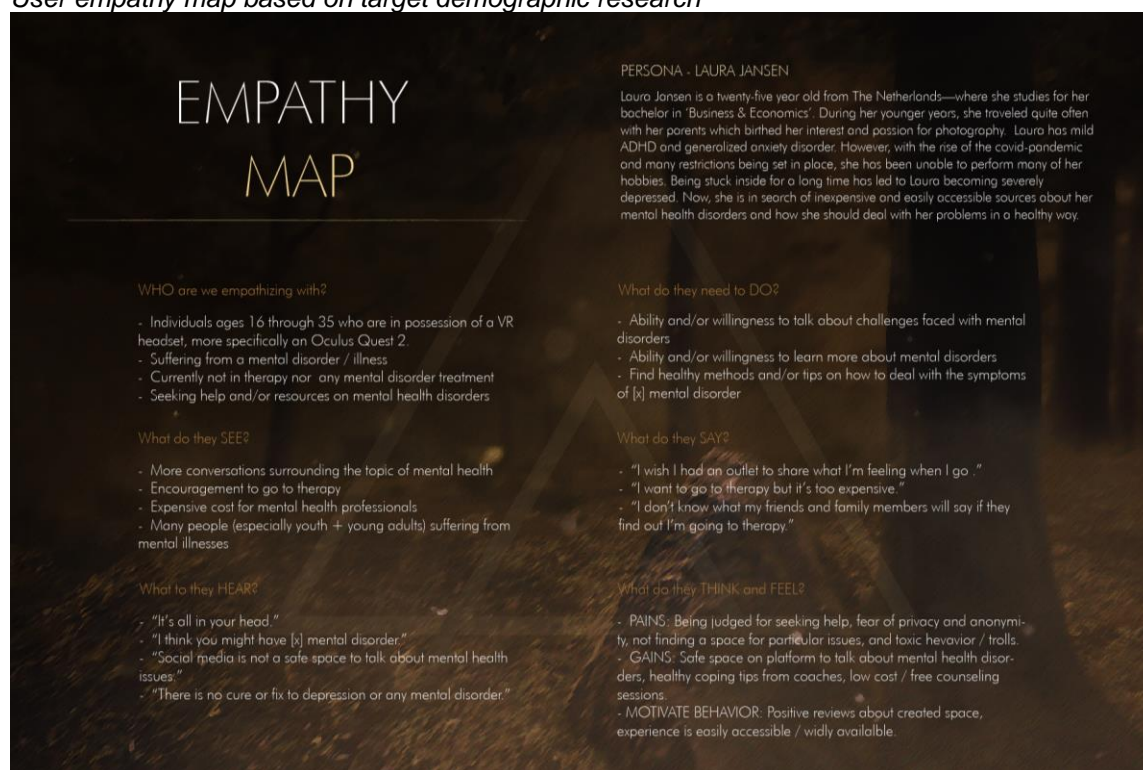 User empathy map based on target demographic research
EMPATHY
MAP
PERSONA - LAURA JANSEN
Laura Jansen is a twenty-five year old from The Netherlands—where she studies for her
bachelor in ‘Business & Economics’. During her younger years, she traveled quite often
with her parents which birthed her interest and passion for photography.  Laura has mild
ADHD and generalized anxiety disorder. However, with the rise of the covid-pandemic
and many restrictions being set in place, she has been unable to perform many of her
hobbies. Being stuck inside for a long time has led to Laura becoming severely
depressed. Now, she is in search of inexpensive and easily accessible sources about her
mental health disorders and how she should deal with her problems in a healthy way.
WHO are we empathizing with?
- Individuals ages 16 through 35 who are in possession of a VR
headset, more specifically an Oculus Quest 2.
- Suffering from a mental disorder / illness
- Currently not in therapy nor  any mental disorder treatment
- Seeking help and/or resources on mental health disorders
What do they need to DO?
- Ability and/or willingness to talk about challenges faced with mental
disorders
- Ability and/or willingness to learn more about mental disorders
- Find healthy methods and/or tips on how to deal with the symptoms
of [x] mental disorder
What do they SEE?
- More conversations surrounding the topic of mental health
- Encouragement to go to therapy
- Expensive cost for mental health professionals
- Many people (especially youth + young adults) suffering from
mental illnesses
What do they SAY?
- “I wish I had an outlet to share what I’m feeling when I go .”
- “I want to go to therapy but it’s too expensive.”
- “I don’t know what my friends and family members will say if they
find out I’m going to therapy.”
What to they HEAR?
- “It’s all in your head.”
- “I think you might have [x] mental disorder.”
- “Social media is not a safe space to talk about mental health
issues.”
- “There is no cure or fix to depression or any mental disorder.”
What do they THINK and FEEL?
- PAINS: Being judged for seeking help, fear of privacy and anonymi-
ty, not finding a space for particular issues, and toxic hevavior / trolls.
- GAINS: Safe space on platform to talk about mental health disor-
ders, healthy coping tips from coaches, low cost / free counseling
sessions.
- MOTIVATE BEHAVIOR: Positive reviews about created space,
experience is easily accessible / widly availalble.